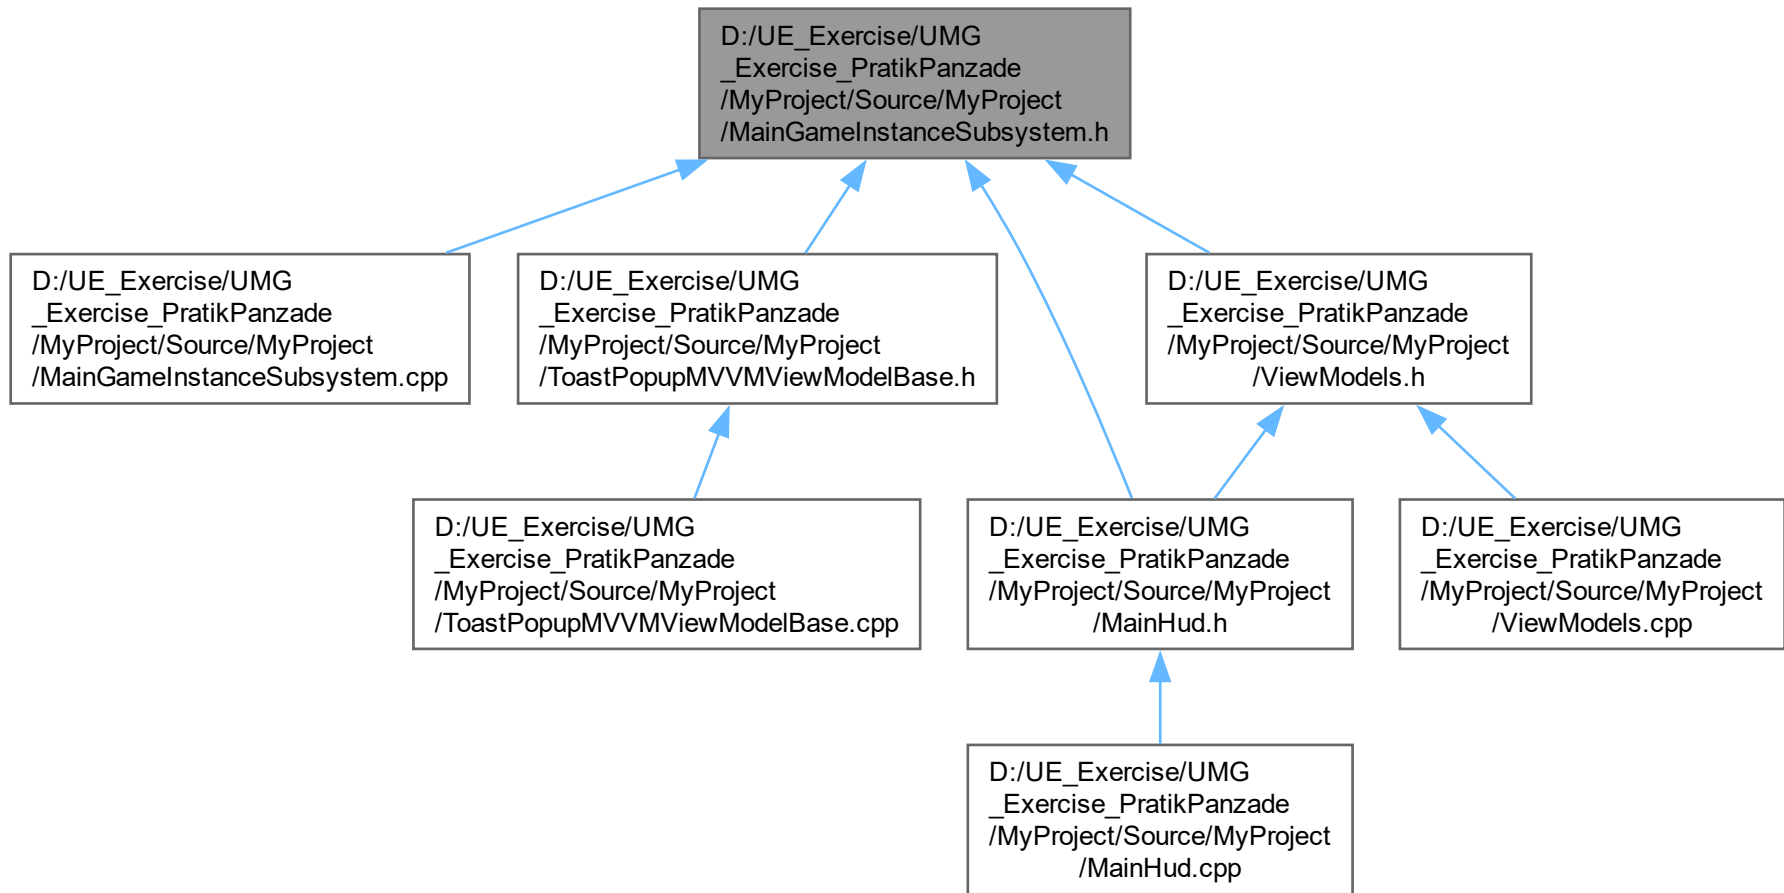 D:/UE_Exercise/UMG
_Exercise_PratikPanzade
/MyProject/Source/MyProject
/MainGameInstanceSubsystem.h
D:/UE_Exercise/UMG
_Exercise_PratikPanzade
/MyProject/Source/MyProject
/MainGameInstanceSubsystem.cpp
D:/UE_Exercise/UMG
_Exercise_PratikPanzade
/MyProject/Source/MyProject
/ToastPopupMVVMViewModelBase.h
D:/UE_Exercise/UMG
_Exercise_PratikPanzade
/MyProject/Source/MyProject
/ViewModels.h
D:/UE_Exercise/UMG
_Exercise_PratikPanzade
/MyProject/Source/MyProject
/ToastPopupMVVMViewModelBase.cpp
D:/UE_Exercise/UMG
_Exercise_PratikPanzade
/MyProject/Source/MyProject
/MainHud.h
D:/UE_Exercise/UMG
_Exercise_PratikPanzade
/MyProject/Source/MyProject
/ViewModels.cpp
D:/UE_Exercise/UMG
_Exercise_PratikPanzade
/MyProject/Source/MyProject
/MainHud.cpp